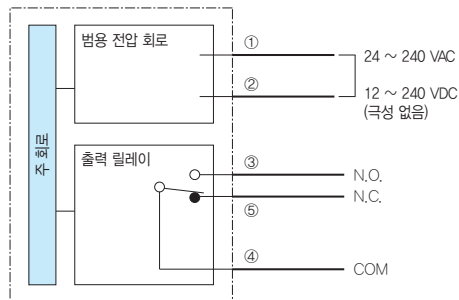 범용 전압 회로
①
24 ~ 240 VAC
②
12 ~ 240 VDC
(극성 없음)
주 회로
출력 릴레이
③
N.O.
N.C.
⑤
④
COM